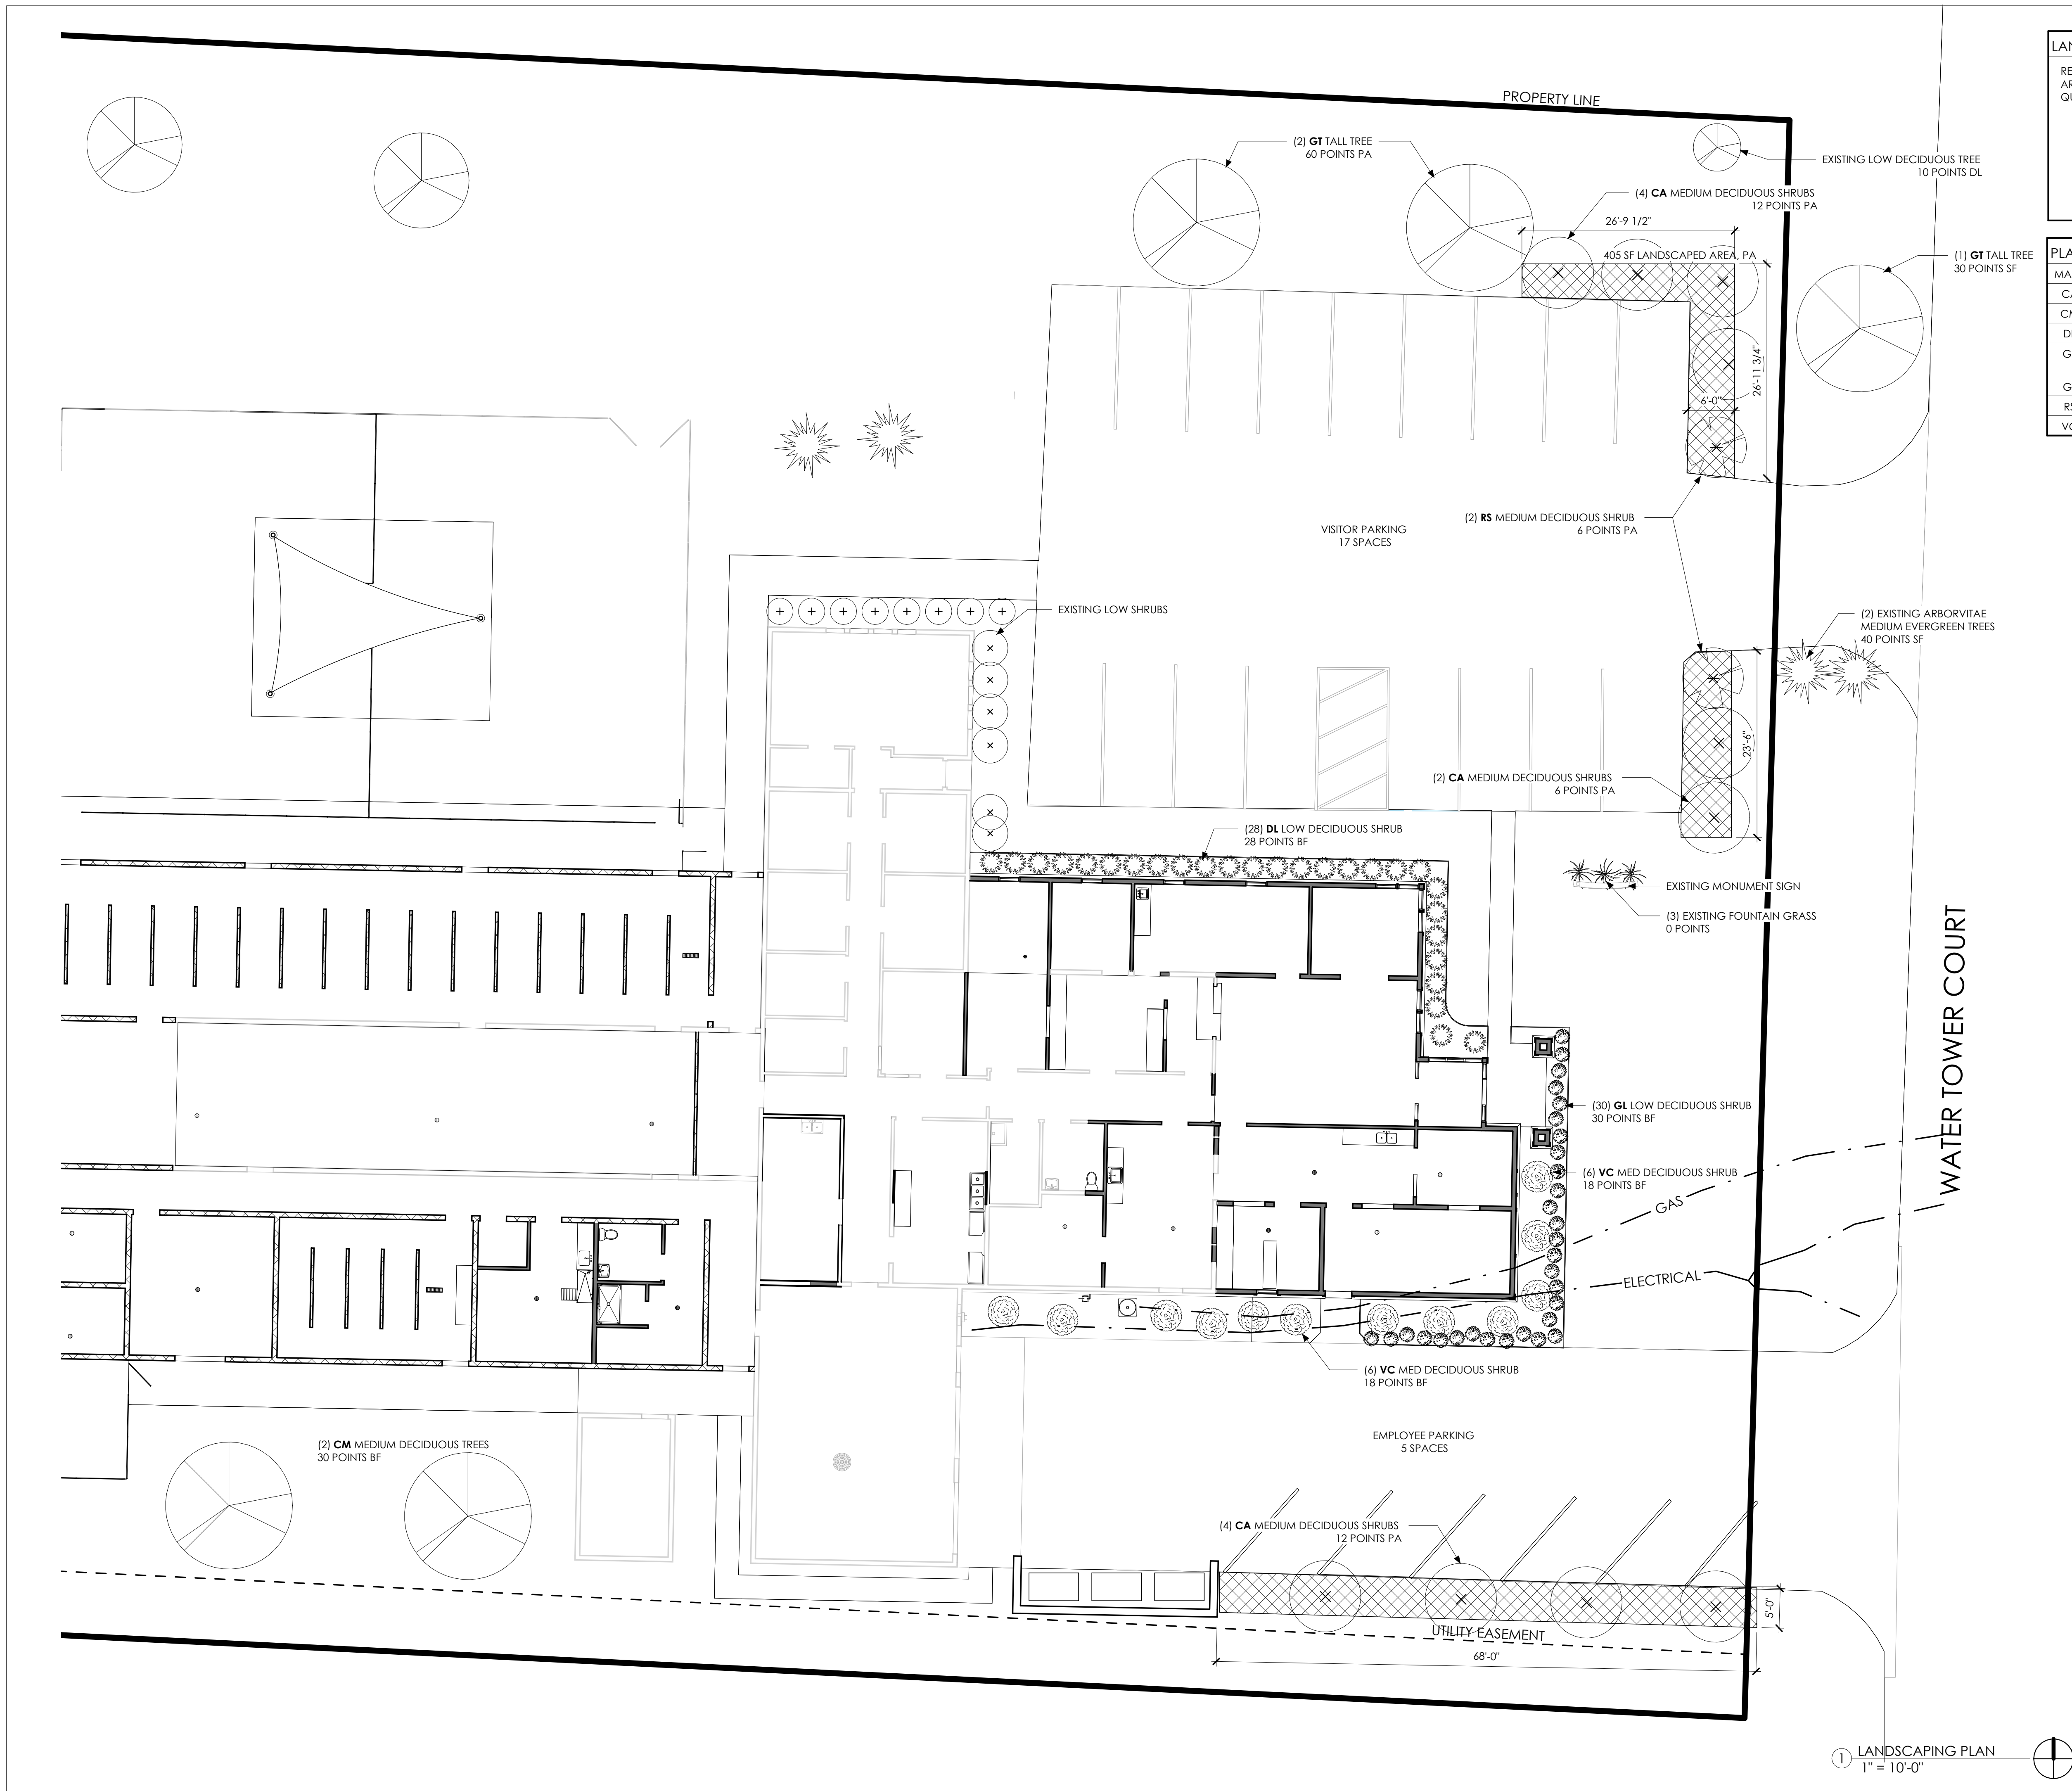 PROPERTY LINE
(2) GT TALL TREE
60 POINTS PA
EXISTING LOW DECIDUOUS TREE
10 POINTS DL
(4) CA MEDIUM DECIDUOUS SHRUBS
12 POINTS PA
26'-9 1/2"
405 SF LANDSCAPED AREA, PA
(1) GT TALL TREE
30 POINTS SF
26'-11 3/4"
6'-0"
(2) RS MEDIUM DECIDUOUS SHRUB
6 POINTS PA
VISITOR PARKING
17 SPACES
EXISTING LOW SHRUBS
(2) EXISTING ARBORVITAE
MEDIUM EVERGREEN TREES
40 POINTS SF
23'-6"
(2) CA MEDIUM DECIDUOUS SHRUBS
6 POINTS PA
(28) DL LOW DECIDUOUS SHRUB
28 POINTS BF
EXISTING MONUMENT SIGN
(3) EXISTING FOUNTAIN GRASS
0 POINTS
WATER TOWER COURT
(30) GL LOW DECIDUOUS SHRUB
30 POINTS BF
(6) VC MED DECIDUOUS SHRUB
18 POINTS BF
GAS
ELECTRICAL
(6) VC MED DECIDUOUS SHRUB
18 POINTS BF
EMPLOYEE PARKING
5 SPACES
(2) CM MEDIUM DECIDUOUS TREES
30 POINTS BF
(4) CA MEDIUM DECIDUOUS SHRUBS
12 POINTS PA
5'-0"
UTILITY EASEMENT
68'-0"
1 LANDSCAPING PLAN
1" = 10'-0"